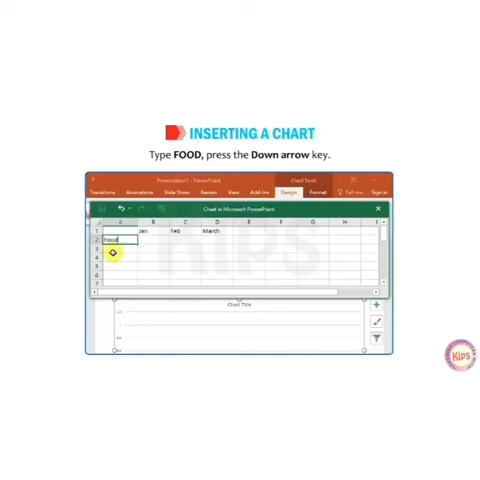 INSERTING A CHART
Type FOOD, press the Down arrow key.
Presentation1 - PowerPoint
Chart Tools
Transitions Animations Slide Show Review View Add-Ins Design Format Tell me... Sign in
Chart in Microsoft PowerPoint
A B C D E F G H I
1 Jan Feb March
2 Food
3
4
5
6
7
KIPS
Chart Title
Kips